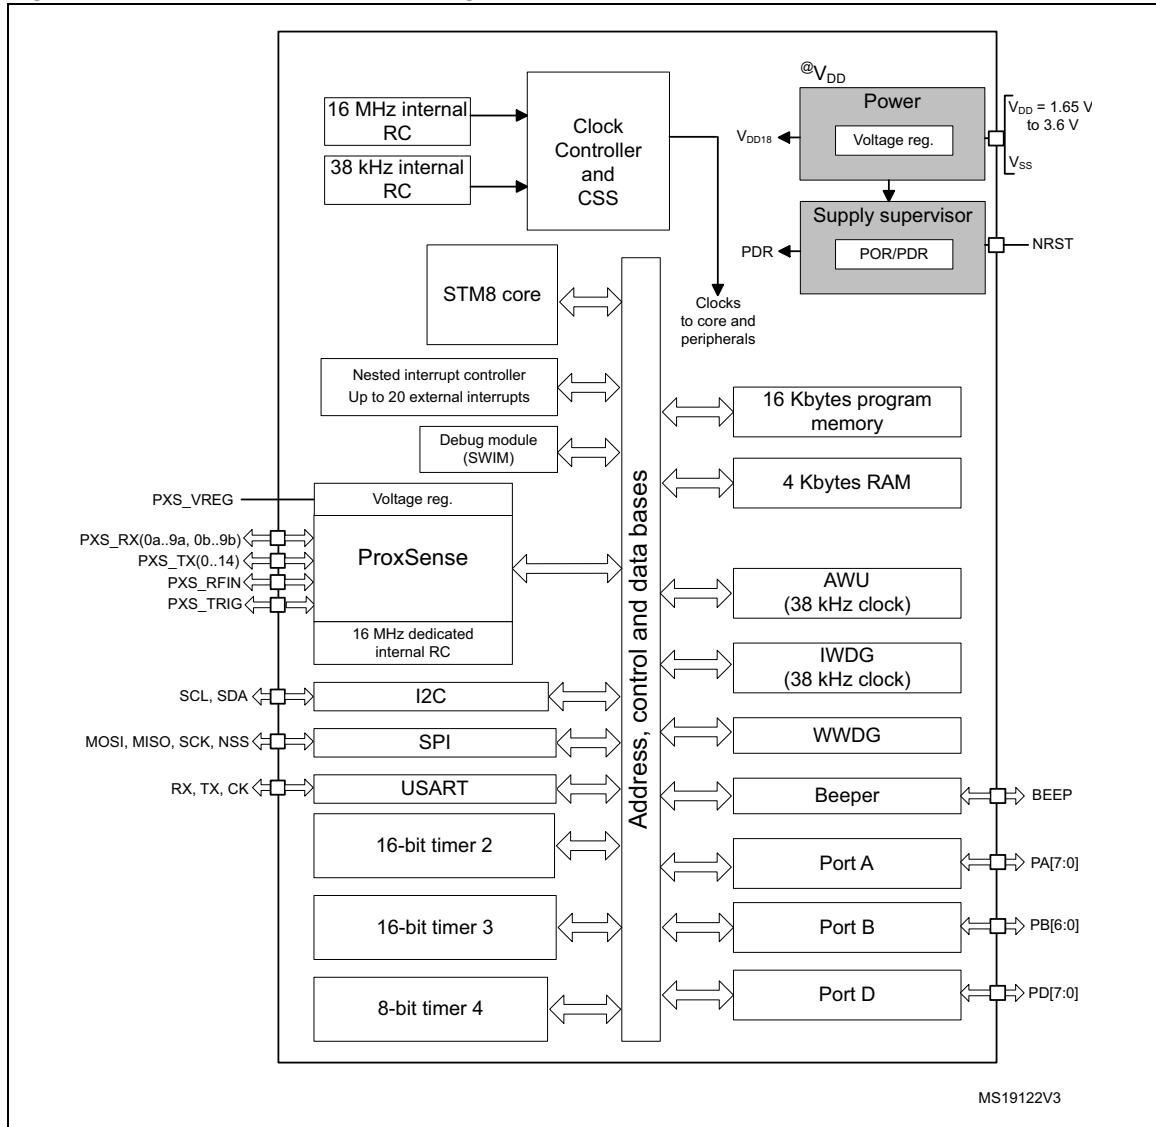 @VDD
16 MHz internal
RC
38 kHz internal
RC
Clock
Controller
and
CSS
Power
Voltage reg.
VDD18
VDD = 1.65 V
to 3.6 V
VSS
Supply supervisor
POR/PDR
PDR
NRST
Clocks
to core and
peripherals
STM8 core
Nested interrupt controller
Up to 20 external interrupts
Debug module
(SWIM)
PXS_VREG
Voltage reg.
PXS_RX(0a..9a, 0b..9b)
PXS_TX(0..14)
PXS_RFIN
PXS_TRIG
ProxSense
16 MHz dedicated
internal RC
SCL, SDA
I2C
MOSI, MISO, SCK, NSS
SPI
RX, TX, CK
USART
16-bit timer 2
16-bit timer 3
8-bit timer 4
Address, control and data bases
16 Kbytes program
memory
4 Kbytes RAM
AWU
(38 kHz clock)
IWDG
(38 kHz clock)
WWDG
Beeper
BEEP
Port A
PA[7:0]
Port B
PB[6:0]
Port D
PD[7:0]
MS19122V3